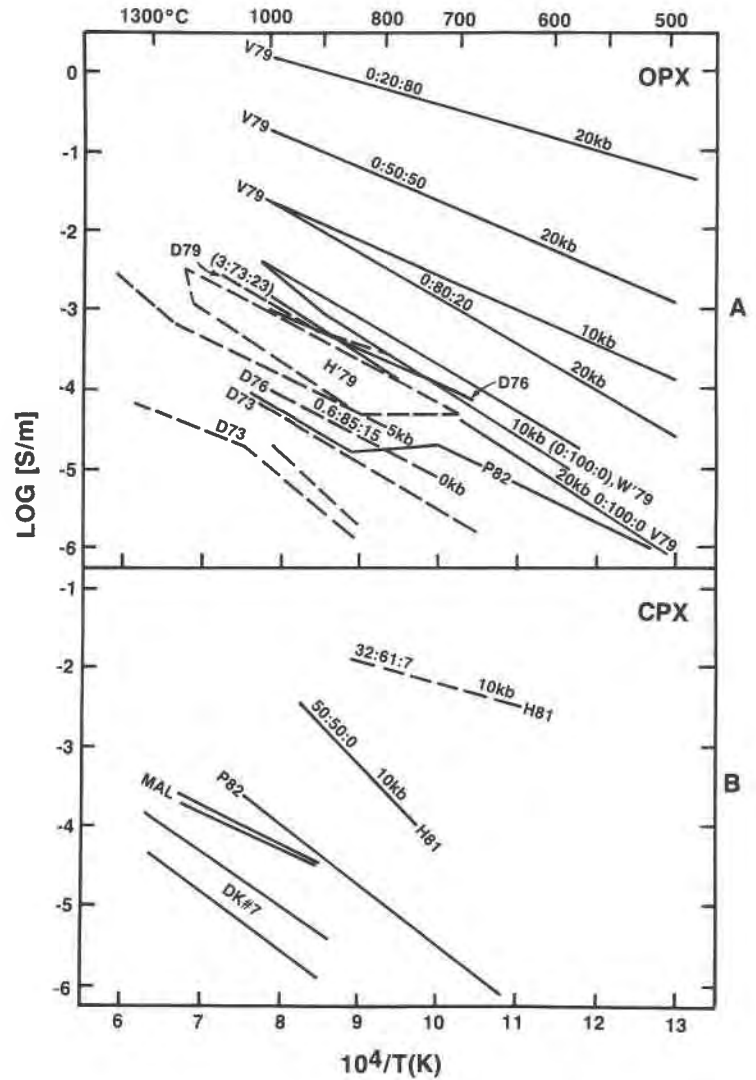 1300°C 1000 800 700 600 500
OPX
0
-1
-2
-3
-4
-5
-6
V79 0:20:80 20kb
V79 0:50:50 20kb
V79 10kb
0:80:20 20kb
D79 (3:73:23)
H'79
D76
D76 5kb
D73 0.6:85:15 0kb
D73
P82
10kb (0:100:0), W'79
20kb 0:100:0 V79
A
LOG [S/m]
CPX
-1
-2
-3
-4
-5
-6
32:61:7 10kb H81
50:50:0 10kb H81
MAL
P82
DK#7
B
6 7 8 9 10 11 12 13
10⁴/T(K)